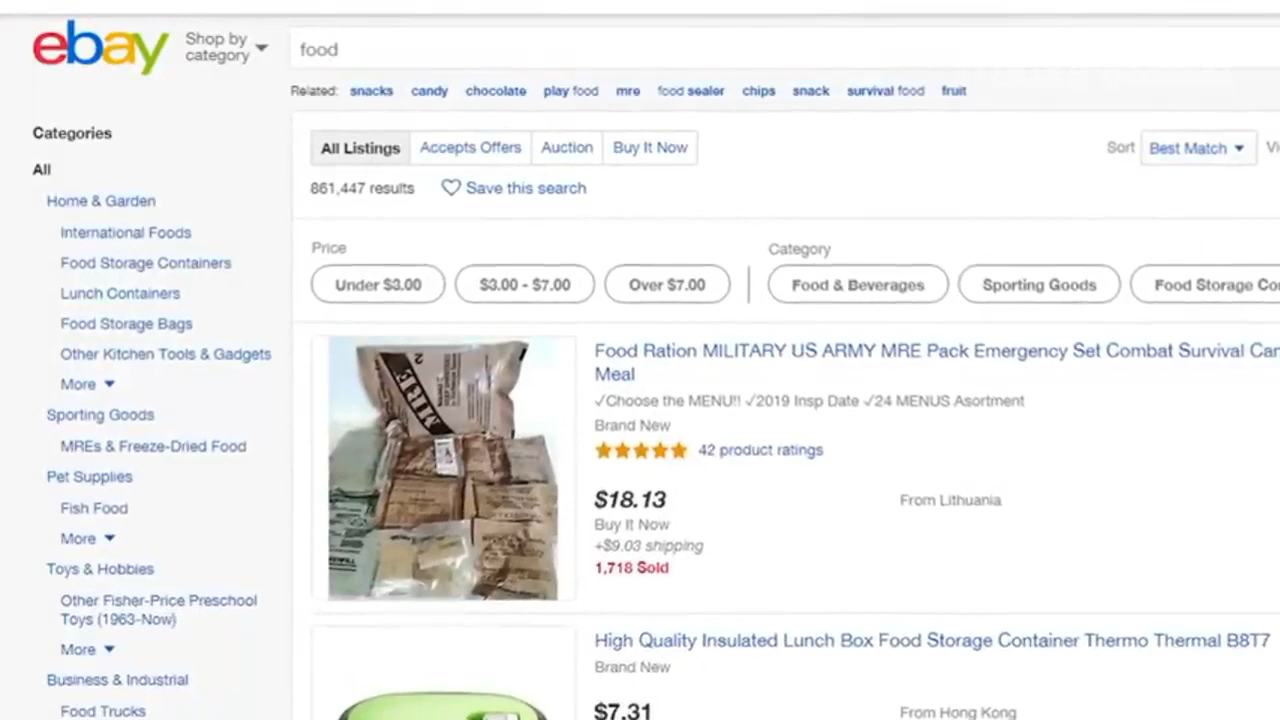 ebay
Shop by
category
food
Related: snacks candy chocolate play food mre food sealer chips snack survival food fruit
Categories
All
Home & Garden
International Foods
Food Storage Containers
Lunch Containers
Food Storage Bags
Other Kitchen Tools & Gadgets
More
Sporting Goods
MREs & Freeze-Dried Food
Pet Supplies
Fish Food
More
Toys & Hobbies
Other Fisher-Price Preschool
Toys (1963-Now)
More
Business & Industrial
Food Trucks
All Listings Accepts Offers Auction Buy It Now
Sort Best Match
861,447 results Save this search
Price
Under $3.00 $3.00 - $7.00 Over $7.00
Category
Food & Beverages Sporting Goods Food Storage
MRE
Food Ration MILITARY US ARMY MRE Pack Emergency Set Combat Survival
Meal
✓Choose the MENU!! ✓2019 Insp Date ✓24 MENUS Asortment
Brand New
42 product ratings
$18.13 From Lithuania
Buy It Now
+$9.03 shipping
1,718 Sold
High Quality Insulated Lunch Box Food Storage Container Thermo Thermal B8T7
Brand New
$7.31 From Hong Kong